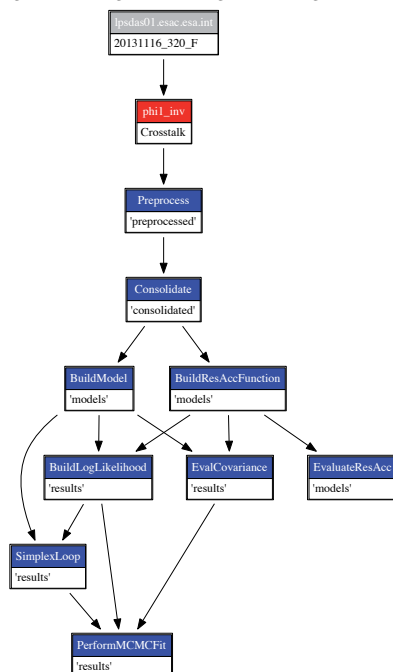 lpsdas01.esac.esa.int
20131116_320_F
phi1_inv
Crosstalk
Preprocess
'preprocessed'
Consolidate
'consolidated'
BuildModel
'models'
BuildResAccFunction
'models'
BuildLogLikelihood
'results'
EvalCovariance
'results'
EvaluateResAcc
'models'
SimplexLoop
'results'
PerformMCMCFit
'results'